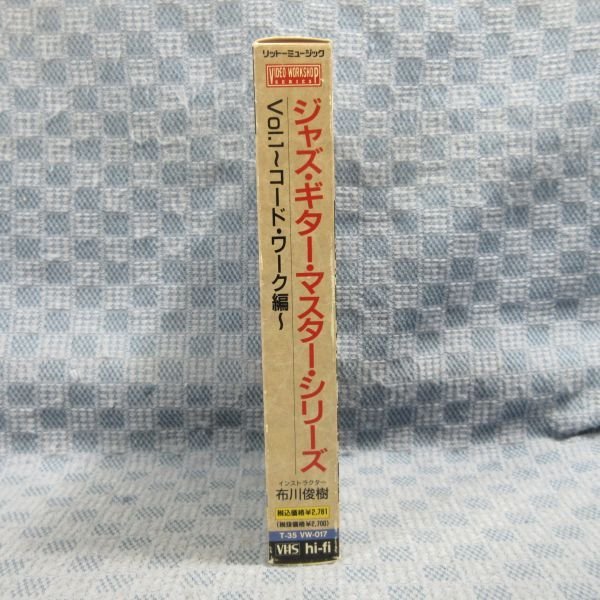 リットーミュージック
VIDEO WORKSHOP
SERIES
ジャズ・ギター・マスター・シリーズ
Vol.1〜コード・ワーク編〜
インストラクター
布川俊樹
税込価格¥2,781
(税抜価格¥2,700)
T-35 VW-017
VHS hi-fi